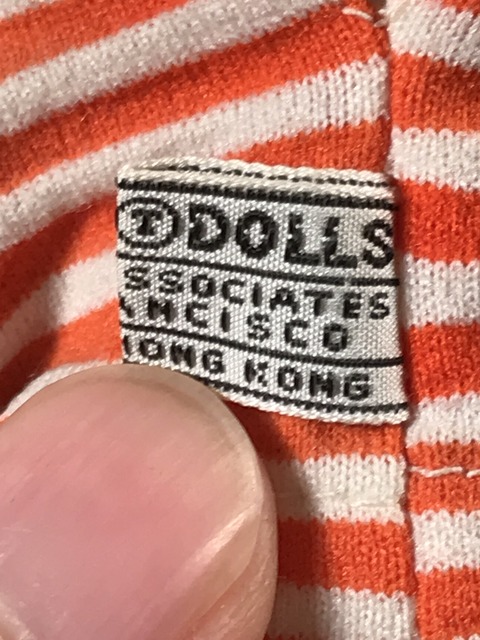 Ⓣ DOLLS
SSOCIATES
ANCISCO
HONG KONG